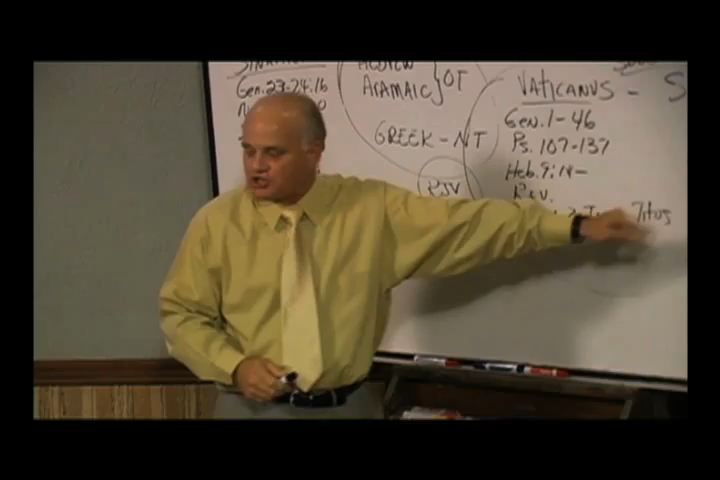 Gen. 23-24:16
HEBREW
ARAMAIC } OT
GREEK - NT
KJV
VATICANUS - S
Gen. 1-46
Ps. 107-137
Heb. 9:14-
Rev.
Titus